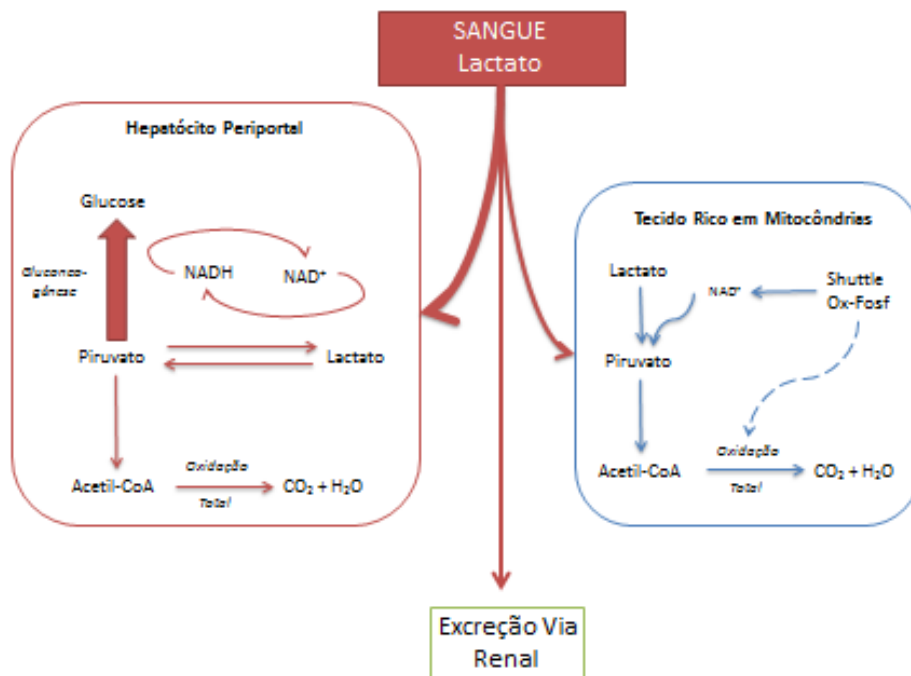 SANGUE
Lactato
Hepatócito Periportal
Glucose
Gluconeo-
génese
NADH
NAD⁺
Piruvato
Lactato
Acetil-CoA
Oxidação
Total
CO₂ + H₂O
Tecido Rico em Mitocôndrias
Lactato
NAD⁺
Shuttle
Ox-Fosf
Piruvato
Acetil-CoA
Oxidação
Total
CO₂ + H₂O
Excreção Via
Renal